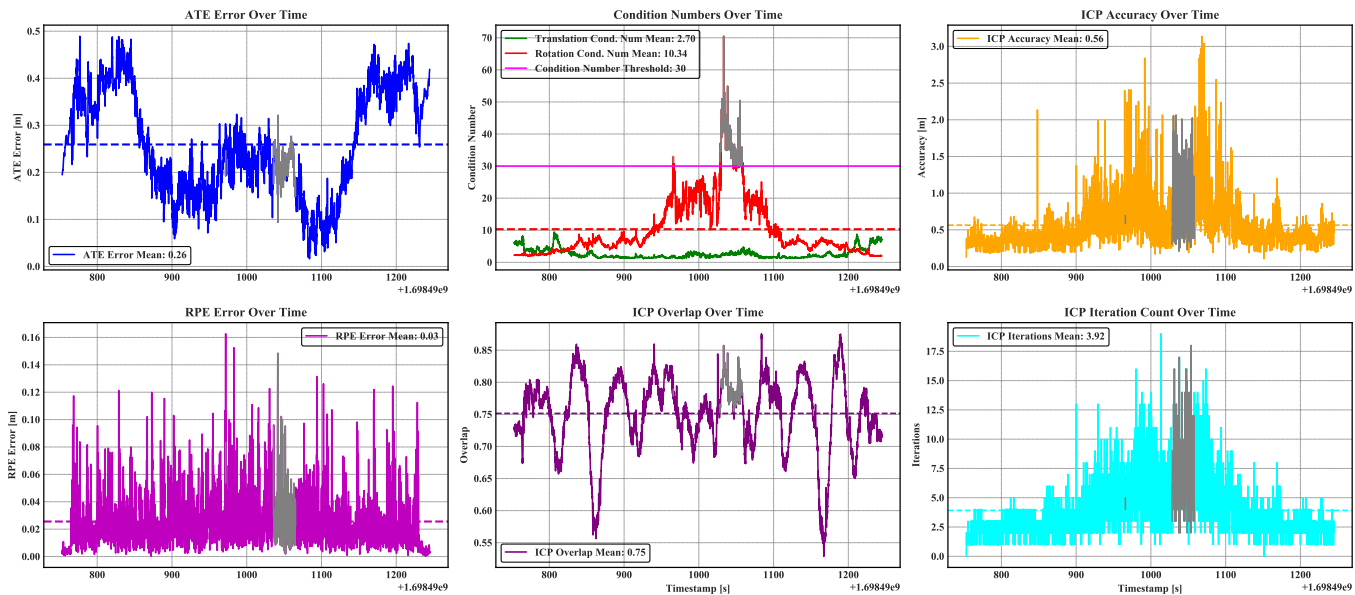 ATE Error Over Time
ATE Error [m]
0.5
0.4
0.3
0.2
0.1
0.0
ATE Error Mean: 0.26
800
900
1000
1100
1200
+1.69849e9
Condition Numbers Over Time
Condition Number
70
60
50
40
30
20
10
0
Translation Cond. Num Mean: 2.70
Rotation Cond. Num Mean: 10.34
Condition Number Threshold: 30
800
900
1000
1100
1200
+1.69849e9
ICP Accuracy Over Time
Accuracy [m]
3.0
2.5
2.0
1.5
1.0
0.5
0.0
ICP Accuracy Mean: 0.56
800
900
1000
1100
1200
+1.69849e9
RPE Error Over Time
RPE Error [m]
0.16
0.14
0.12
0.10
0.08
0.06
0.04
0.02
0.00
RPE Error Mean: 0.03
800
900
1000
1100
1200
+1.69849e9
ICP Overlap Over Time
Overlap
0.85
0.80
0.75
0.70
0.65
0.60
0.55
ICP Overlap Mean: 0.75
800
900
1000
1100
1200
Timestamp [s]
+1.69849e9
ICP Iteration Count Over Time
Iterations
17.5
15.0
12.5
10.0
7.5
5.0
2.5
0.0
ICP Iterations Mean: 3.92
800
900
1000
1100
1200
Timestamp [s]
+1.69849e9